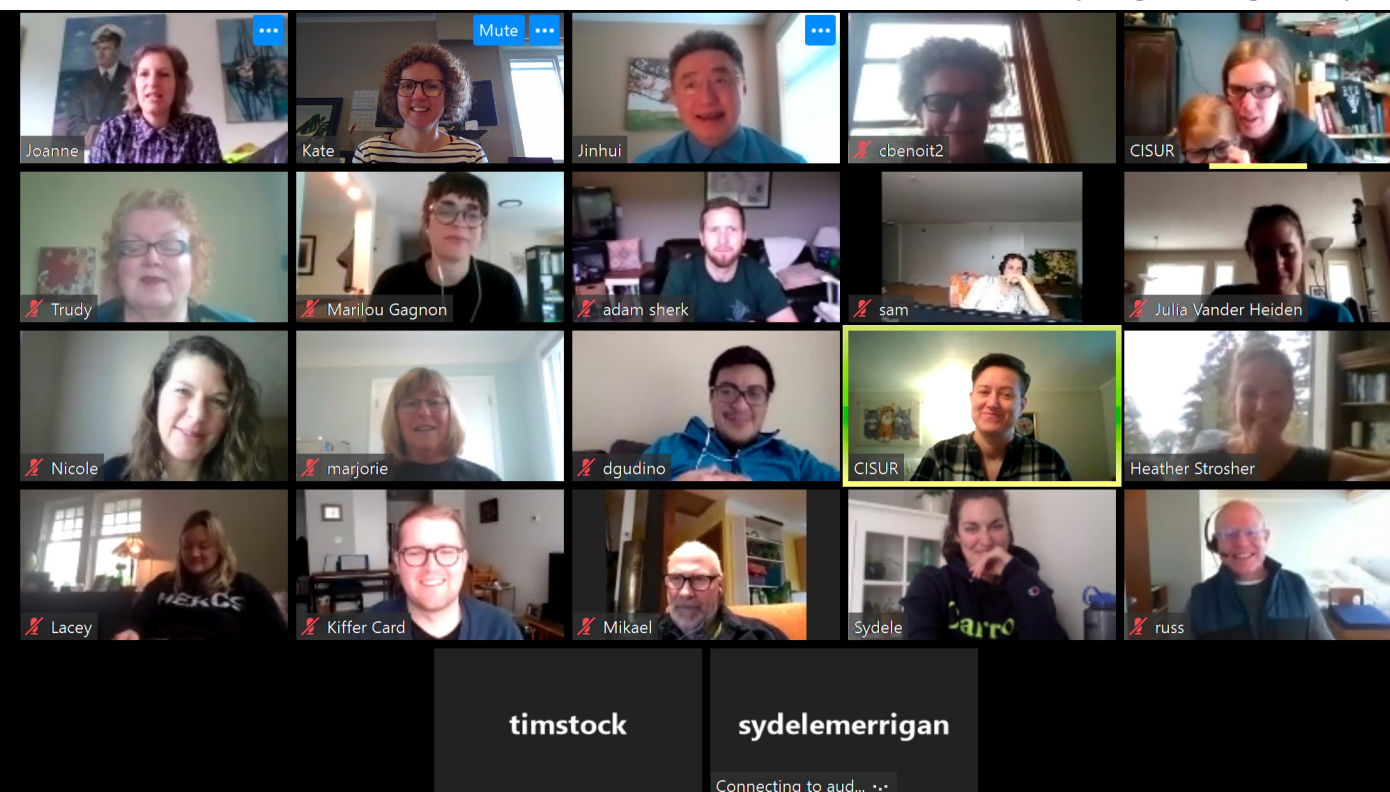 Mute
Joanne
Kate
Jinhui
cbenoit2
CISUR
Trudy
Marilou Gagnon
adam sherk
sam
Julia Vander Heiden
Nicole
marjorie
dgudino
CISUR
Heather Strosher
Lacey
Kiffer Card
Mikael
Sydele
russ
timstock
sydelemerrigan
Connecting to aud...